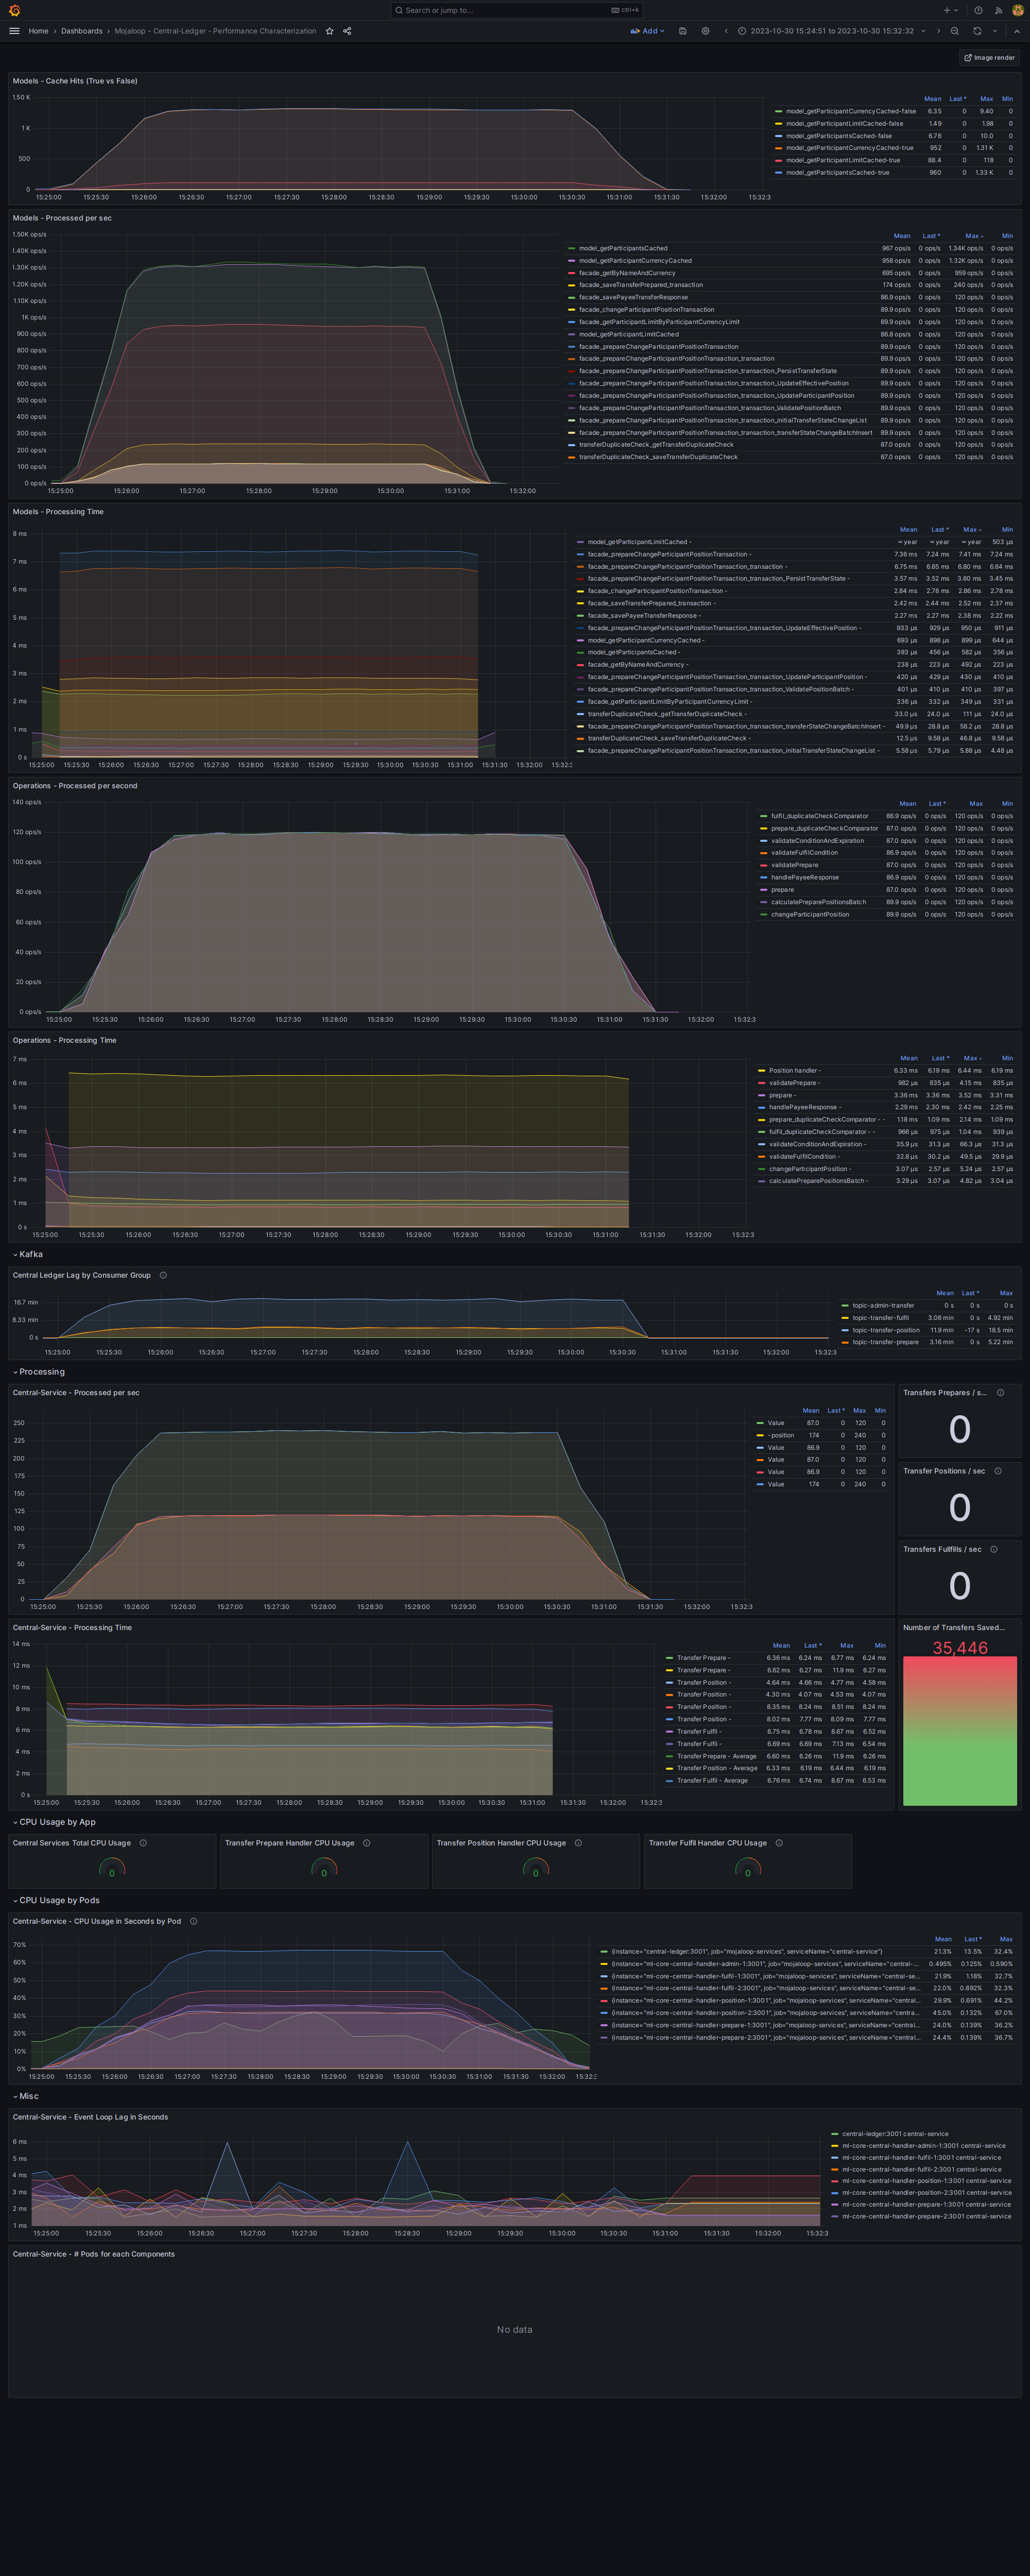 Search or jump to...
ctrl+k
Home › Dashboards › Mojaloop - Central-Ledger - Performance Characterization
Add
2023-10-30 15:24:51 to 2023-10-30 15:32:32
Image render
Models - Cache Hits (True vs False)
1.50 K
1 K
500
0
15:25:00 15:25:30 15:26:00 15:26:30 15:27:00 15:27:30 15:28:00 15:28:30 15:29:00 15:29:30 15:30:00 15:30:30 15:31:00 15:31:30 15:32:00 15:32:3
Mean Last * Max Min
model_getParticipantCurrencyCached-false 6.35 0 9.40 0
model_getParticipantLimitCached-false 1.49 0 1.98 0
model_getParticipantsCached-false 6.76 0 10.0 0
model_getParticipantCurrencyCached-true 952 0 1.31 K 0
model_getParticipantLimitCached-true 88.4 0 118 0
model_getParticipantsCached-true 960 0 1.33 K 0
Models - Processed per sec
1.50K ops/s
1.40K ops/s
1.30K ops/s
1.20K ops/s
1.10K ops/s
1K ops/s
900 ops/s
800 ops/s
700 ops/s
600 ops/s
500 ops/s
400 ops/s
300 ops/s
200 ops/s
100 ops/s
0 ops/s
15:25:00 15:26:00 15:27:00 15:28:00 15:29:00 15:30:00 15:31:00 15:32:00
Mean Last * Max Min
model_getParticipantsCached 967 ops/s 0 ops/s 1.34K ops/s 0 ops/s
model_getParticipantCurrencyCached 958 ops/s 0 ops/s 1.32K ops/s 0 ops/s
facade_getByNameAndCurrency 695 ops/s 0 ops/s 959 ops/s 0 ops/s
facade_saveTransferPrepared_transaction 174 ops/s 0 ops/s 240 ops/s 0 ops/s
facade_savePayeeTransferResponse 86.9 ops/s 0 ops/s 120 ops/s 0 ops/s
facade_changeParticipantPositionTransaction 89.9 ops/s 0 ops/s 120 ops/s 0 ops/s
facade_getParticipantLimitByParticipantCurrencyLimit 89.9 ops/s 0 ops/s 120 ops/s 0 ops/s
model_getParticipantLimitCached 86.8 ops/s 0 ops/s 120 ops/s 0 ops/s
facade_prepareChangeParticipantPositionTransaction 89.9 ops/s 0 ops/s 120 ops/s 0 ops/s
facade_prepareChangeParticipantPositionTransaction_transaction 89.9 ops/s 0 ops/s 120 ops/s 0 ops/s
facade_prepareChangeParticipantPositionTransaction_transaction_PersistTransferState 89.9 ops/s 0 ops/s 120 ops/s 0 ops/s
facade_prepareChangeParticipantPositionTransaction_transaction_UpdateEffectivePosition 89.9 ops/s 0 ops/s 120 ops/s 0 ops/s
facade_prepareChangeParticipantPositionTransaction_transaction_UpdateParticipantPosition 89.9 ops/s 0 ops/s 120 ops/s 0 ops/s
facade_prepareChangeParticipantPositionTransaction_transaction_ValidatePositionBatch 89.9 ops/s 0 ops/s 120 ops/s 0 ops/s
facade_prepareChangeParticipantPositionTransaction_transaction_initialTransferStateChangeList 89.9 ops/s 0 ops/s 120 ops/s 0 ops/s
facade_prepareChangeParticipantPositionTransaction_transaction_transferStateChangeBatchInsert 89.9 ops/s 0 ops/s 120 ops/s 0 ops/s
transferDuplicateCheck_getTransferDuplicateCheck 87.0 ops/s 0 ops/s 120 ops/s 0 ops/s
transferDuplicateCheck_saveTransferDuplicateCheck 87.0 ops/s 0 ops/s 120 ops/s 0 ops/s
Models - Processing Time
8 ms
7 ms
6 ms
5 ms
4 ms
3 ms
2 ms
1 ms
0 s
15:25:00 15:25:30 15:26:00 15:26:30 15:27:00 15:27:30 15:28:00 15:28:30 15:29:00 15:29:30 15:30:00 15:30:30 15:31:00 15:31:30 15:32:00 15:32:3
Mean Last * Max Min
model_getParticipantLimitCached - ∞ year ∞ year ∞ year 503 µs
facade_prepareChangeParticipantPositionTransaction - 7.36 ms 7.24 ms 7.41 ms 7.24 ms
facade_prepareChangeParticipantPositionTransaction_transaction - 6.75 ms 6.65 ms 6.80 ms 6.64 ms
facade_prepareChangeParticipantPositionTransaction_transaction_PersistTransferState - 3.57 ms 3.52 ms 3.60 ms 3.45 ms
facade_changeParticipantPositionTransaction - 2.84 ms 2.78 ms 2.86 ms 2.78 ms
facade_saveTransferPrepared_transaction - 2.42 ms 2.44 ms 2.52 ms 2.37 ms
facade_savePayeeTransferResponse - 2.27 ms 2.27 ms 2.38 ms 2.22 ms
facade_prepareChangeParticipantPositionTransaction_transaction_UpdateEffectivePosition - 933 µs 929 µs 950 µs 911 µs
model_getParticipantCurrencyCached - 693 µs 898 µs 899 µs 644 µs
model_getParticipantsCached - 393 µs 456 µs 582 µs 356 µs
facade_getByNameAndCurrency - 238 µs 223 µs 492 µs 223 µs
facade_prepareChangeParticipantPositionTransaction_transaction_UpdateParticipantPosition - 420 µs 429 µs 430 µs 410 µs
facade_prepareChangeParticipantPositionTransaction_transaction_ValidatePositionBatch - 401 µs 410 µs 410 µs 397 µs
facade_getParticipantLimitByParticipantCurrencyLimit - 336 µs 332 µs 349 µs 331 µs
transferDuplicateCheck_getTransferDuplicateCheck - 33.0 µs 24.0 µs 111 µs 24.0 µs
facade_prepareChangeParticipantPositionTransaction_transaction_transferStateChangeBatchInsert - 49.9 µs 28.8 µs 58.2 µs 28.8 µs
transferDuplicateCheck_saveTransferDuplicateCheck - 12.5 µs 9.58 µs 46.8 µs 9.58 µs
facade_prepareChangeParticipantPositionTransaction_transaction_initialTransferStateChangeList - 5.58 µs 5.79 µs 5.88 µs 4.48 µs
Operations - Processed per second
140 ops/s
120 ops/s
100 ops/s
80 ops/s
60 ops/s
40 ops/s
20 ops/s
0 ops/s
15:25:00 15:25:30 15:26:00 15:26:30 15:27:00 15:27:30 15:28:00 15:28:30 15:29:00 15:29:30 15:30:00 15:30:30 15:31:00 15:31:30 15:32:00 15:32:3
Mean Last * Max Min
fulfil_duplicateCheckComparator 86.9 ops/s 0 ops/s 120 ops/s 0 ops/s
prepare_duplicateCheckComparator 87.0 ops/s 0 ops/s 120 ops/s 0 ops/s
validateConditionAndExpiration 87.0 ops/s 0 ops/s 120 ops/s 0 ops/s
validateFulfilCondition 86.9 ops/s 0 ops/s 120 ops/s 0 ops/s
validatePrepare 87.0 ops/s 0 ops/s 120 ops/s 0 ops/s
handlePayeeResponse 86.9 ops/s 0 ops/s 120 ops/s 0 ops/s
prepare 87.0 ops/s 0 ops/s 120 ops/s 0 ops/s
calculatePreparePositionsBatch 89.9 ops/s 0 ops/s 120 ops/s 0 ops/s
changeParticipantPosition 89.9 ops/s 0 ops/s 120 ops/s 0 ops/s
Operations - Processing Time
7 ms
6 ms
5 ms
4 ms
3 ms
2 ms
1 ms
0 s
15:25:00 15:25:30 15:26:00 15:26:30 15:27:00 15:27:30 15:28:00 15:28:30 15:29:00 15:29:30 15:30:00 15:30:30 15:31:00 15:31:30 15:32:00 15:32:3
Mean Last * Max Min
Position handler - 6.33 ms 6.19 ms 6.44 ms 6.19 ms
validatePrepare - 982 µs 835 µs 4.15 ms 835 µs
prepare - 3.36 ms 3.36 ms 3.52 ms 3.31 ms
handlePayeeResponse - 2.29 ms 2.30 ms 2.42 ms 2.25 ms
prepare_duplicateCheckComparator - - 1.18 ms 1.09 ms 2.14 ms 1.09 ms
fulfil_duplicateCheckComparator - - 966 µs 975 µs 1.04 ms 939 µs
validateConditionAndExpiration - 35.9 µs 31.3 µs 66.3 µs 31.3 µs
validateFulfilCondition - 32.8 µs 30.2 µs 49.5 µs 29.9 µs
changeParticipantPosition - 3.07 µs 2.57 µs 5.24 µs 2.57 µs
calculatePreparePositionsBatch - 3.29 µs 3.07 µs 4.82 µs 3.04 µs
Kafka
Central Ledger Lag by Consumer Group
16.7 min
8.33 min
0 s
15:25:00 15:25:30 15:26:00 15:26:30 15:27:00 15:27:30 15:28:00 15:28:30 15:29:00 15:29:30 15:30:00 15:30:30 15:31:00 15:31:30 15:32:00 15:32:3
Mean Last * Max
topic-admin-transfer 0 s 0 s 0 s
topic-transfer-fulfil 3.06 min 0 s 4.92 min
topic-transfer-position 11.9 min -17 s 18.5 min
topic-transfer-prepare 3.16 min 0 s 5.22 min
Processing
Central-Service - Processed per sec
250
225
200
175
150
125
100
75
50
25
0
15:25:00 15:25:30 15:26:00 15:26:30 15:27:00 15:27:30 15:28:00 15:28:30 15:29:00 15:29:30 15:30:00 15:30:30 15:31:00 15:31:30 15:32:00 15:32:3
Mean Last * Max Min
Value 87.0 0 120 0
-position 174 0 240 0
Value 86.9 0 120 0
Value 87.0 0 120 0
Value 86.9 0 120 0
Value 174 0 240 0
Transfers Prepares / s...
0
Transfer Positions / sec
0
Transfers Fullfills / sec
0
Central-Service - Processing Time
14 ms
12 ms
10 ms
8 ms
6 ms
4 ms
2 ms
0 s
15:25:00 15:25:30 15:26:00 15:26:30 15:27:00 15:27:30 15:28:00 15:28:30 15:29:00 15:29:30 15:30:00 15:30:30 15:31:00 15:31:30 15:32:00 15:32:3
Mean Last * Max Min
Transfer Prepare - 6.36 ms 6.24 ms 6.77 ms 6.24 ms
Transfer Prepare - 6.62 ms 6.27 ms 11.9 ms 6.27 ms
Transfer Position - 4.64 ms 4.66 ms 4.77 ms 4.58 ms
Transfer Position - 4.30 ms 4.07 ms 4.53 ms 4.07 ms
Transfer Position - 8.35 ms 8.24 ms 8.51 ms 8.24 ms
Transfer Position - 8.02 ms 7.77 ms 8.09 ms 7.77 ms
Transfer Fulfil - 6.75 ms 6.78 ms 8.67 ms 6.52 ms
Transfer Fulfil - 6.69 ms 6.69 ms 7.13 ms 6.54 ms
Transfer Prepare - Average 6.60 ms 6.26 ms 11.9 ms 6.26 ms
Transfer Position - Average 6.33 ms 6.19 ms 6.44 ms 6.19 ms
Transfer Fulfil - Average 6.76 ms 6.74 ms 8.67 ms 6.53 ms
Number of Transfers Saved...
35,446
CPU Usage by App
Central Services Total CPU Usage
0
Transfer Prepare Handler CPU Usage
0
Transfer Position Handler CPU Usage
0
Transfer Fulfil Handler CPU Usage
0
CPU Usage by Pods
Central-Service - CPU Usage in Seconds by Pod
70%
60%
50%
40%
30%
20%
10%
0%
15:25:00 15:25:30 15:26:00 15:26:30 15:27:00 15:27:30 15:28:00 15:28:30 15:29:00 15:29:30 15:30:00 15:30:30 15:31:00 15:31:30 15:32:00 15:32:3
Mean Last * Max
{instance="central-ledger:3001", job="mojaloop-services", serviceName="central-service"} 21.3% 13.5% 32.4%
{instance="ml-core-central-handler-admin-1:3001", job="mojaloop-services", serviceName="central-... 0.495% 0.125% 0.590%
{instance="ml-core-central-handler-fulfil-1:3001", job="mojaloop-services", serviceName="central-se... 21.9% 1.18% 32.7%
{instance="ml-core-central-handler-fulfil-2:3001", job="mojaloop-services", serviceName="central-se... 22.0% 0.892% 32.3%
{instance="ml-core-central-handler-position-1:3001", job="mojaloop-services", serviceName="central... 29.9% 0.691% 44.2%
{instance="ml-core-central-handler-position-2:3001", job="mojaloop-services", serviceName="centra... 45.0% 0.132% 67.0%
{instance="ml-core-central-handler-prepare-1:3001", job="mojaloop-services", serviceName="central... 24.0% 0.139% 36.2%
{instance="ml-core-central-handler-prepare-2:3001", job="mojaloop-services", serviceName="central... 24.4% 0.139% 36.7%
Misc
Central-Service - Event Loop Lag in Seconds
6 ms
5 ms
4 ms
3 ms
2 ms
1 ms
15:25:00 15:25:30 15:26:00 15:26:30 15:27:00 15:27:30 15:28:00 15:28:30 15:29:00 15:29:30 15:30:00 15:30:30 15:31:00 15:31:30 15:32:00 15:32:3
central-ledger:3001 central-service
ml-core-central-handler-admin-1:3001 central-service
ml-core-central-handler-fulfil-1:3001 central-service
ml-core-central-handler-fulfil-2:3001 central-service
ml-core-central-handler-position-1:3001 central-service
ml-core-central-handler-position-2:3001 central-service
ml-core-central-handler-prepare-1:3001 central-service
ml-core-central-handler-prepare-2:3001 central-service
Central-Service - # Pods for each Components
No data